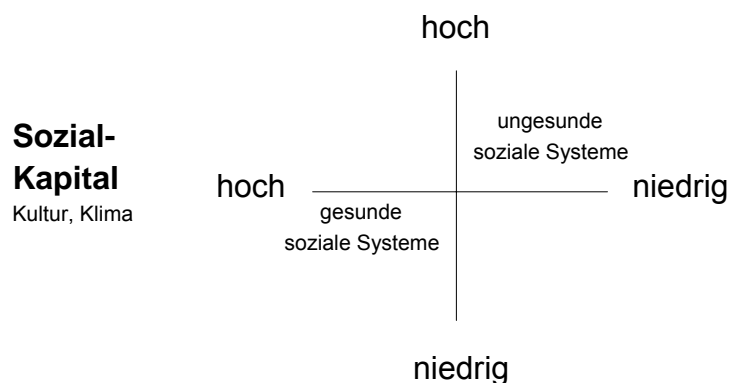 hoch
Sozial-
Kapital
Kultur, Klima
hoch
niedrig
ungesunde
soziale Systeme
gesunde
soziale Systeme
niedrig